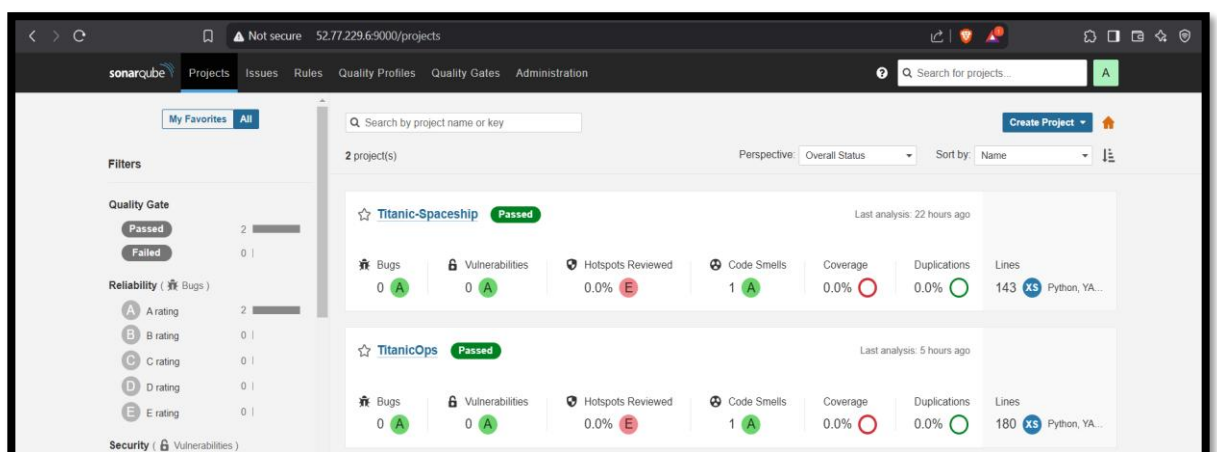 Not secure 52.77.229.6:9000/projects
sonarqube Projects Issues Rules Quality Profiles Quality Gates Administration ? Search for projects... A
My Favorites All
Search by project name or key
Create Project
2 project(s)
Perspective: Overall Status
Sort by: Name
Filters
Quality Gate
Passed 2
Failed 0
Reliability ( Bugs )
A A rating 2
B B rating 0
C C rating 0
D D rating 0
E E rating 0
Security ( Vulnerabilities )
Titanic-Spaceship Passed
Last analysis: 22 hours ago
Bugs Vulnerabilities Hotspots Reviewed Code Smells Coverage Duplications Lines
0 A 0 A 0.0% E 1 A 0.0% 0.0% 143 XS Python, YA...
TitanicOps Passed
Last analysis: 5 hours ago
Bugs Vulnerabilities Hotspots Reviewed Code Smells Coverage Duplications Lines
0 A 0 A 0.0% E 1 A 0.0% 0.0% 180 XS Python, YA...